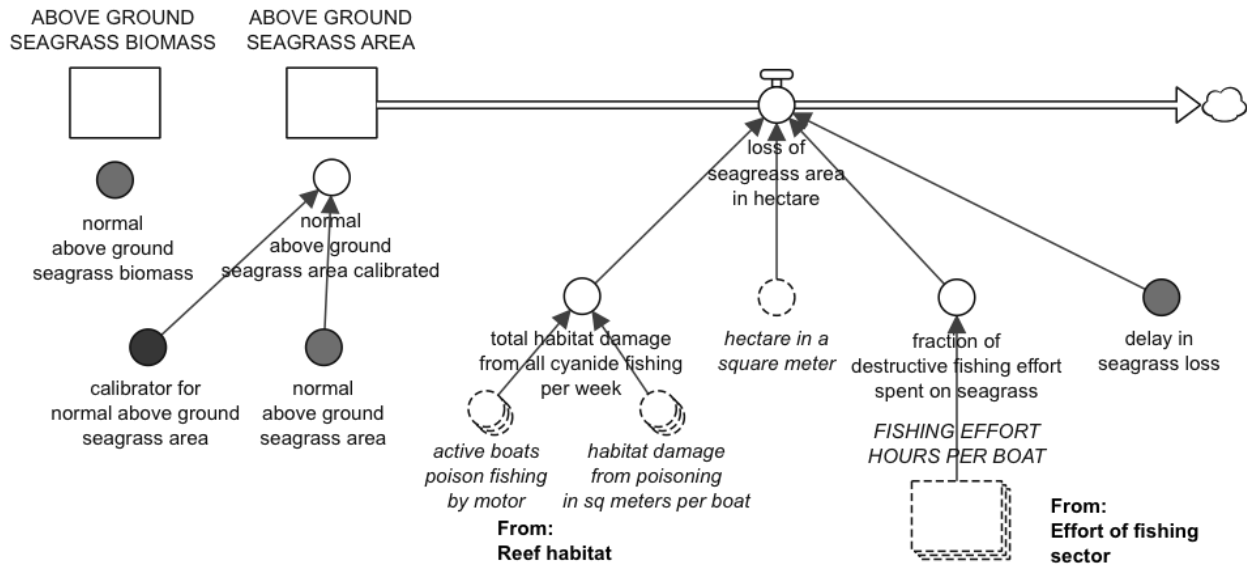 ABOVE GROUND
SEAGRASS BIOMASS
ABOVE GROUND
SEAGRASS AREA
loss of
seagreass area
in hectare
normal
above ground
seagrass biomass
normal
above ground
seagrass area calibrated
calibrator for
normal above ground
seagrass area
normal
above ground
seagrass area
total habitat damage
from all cyanide fishing
per week
hectare in a
square meter
fraction of
destructive fishing effort
spent on seagrass
delay in
seagrass loss
active boats
poison fishing
by motor
habitat damage
from poisoning
in sq meters per boat
FISHING EFFORT
HOURS PER BOAT
From:
Reef habitat
From:
Effort of fishing
sector